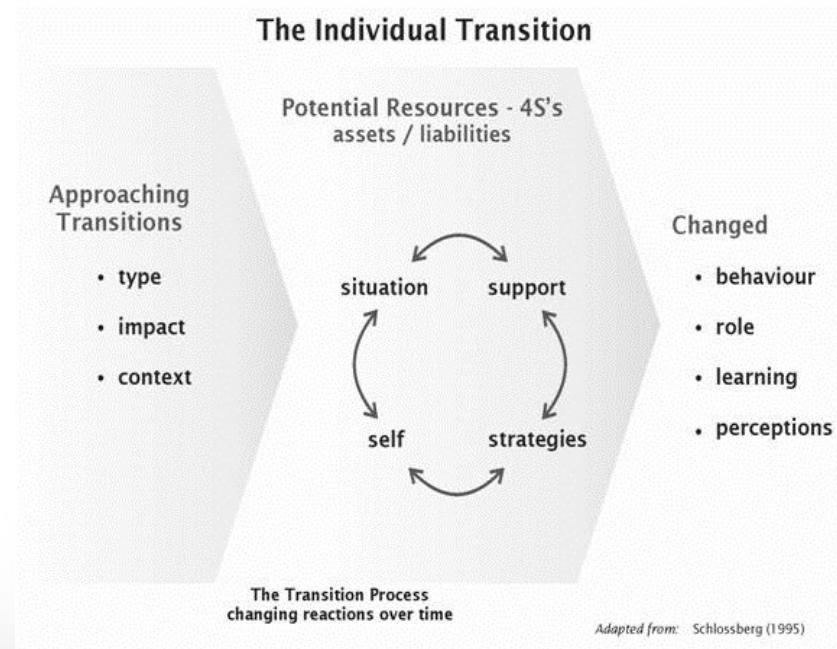 The Individual Transition
Potential Resources - 4S's
assets / liabilities
Approaching
Transitions
• type
• impact
• context
situation
support
self
strategies
Changed
• behaviour
• role
• learning
• perceptions
The Transition Process
changing reactions over time
Adapted from: Schlossberg (1995)